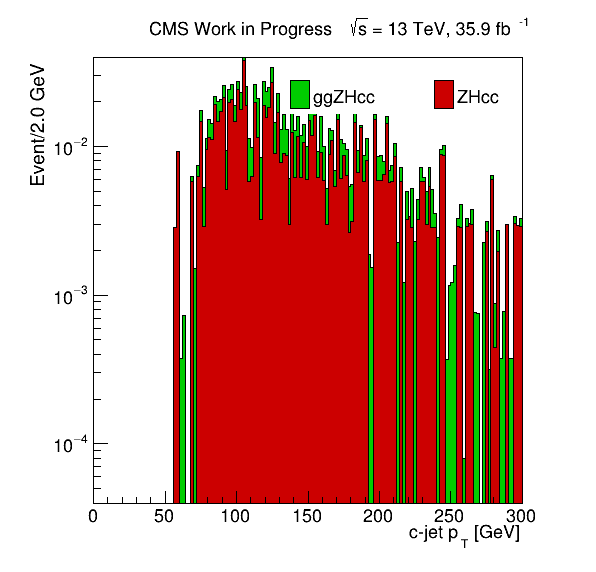 CMS Work in Progress √s = 13 TeV, 35.9 fb⁻¹
Event/2.0 GeV
ggZHcc ZHcc
10⁻²
10⁻³
10⁻⁴
0 50 100 150 200 250 300
c-jet p_T [GeV]